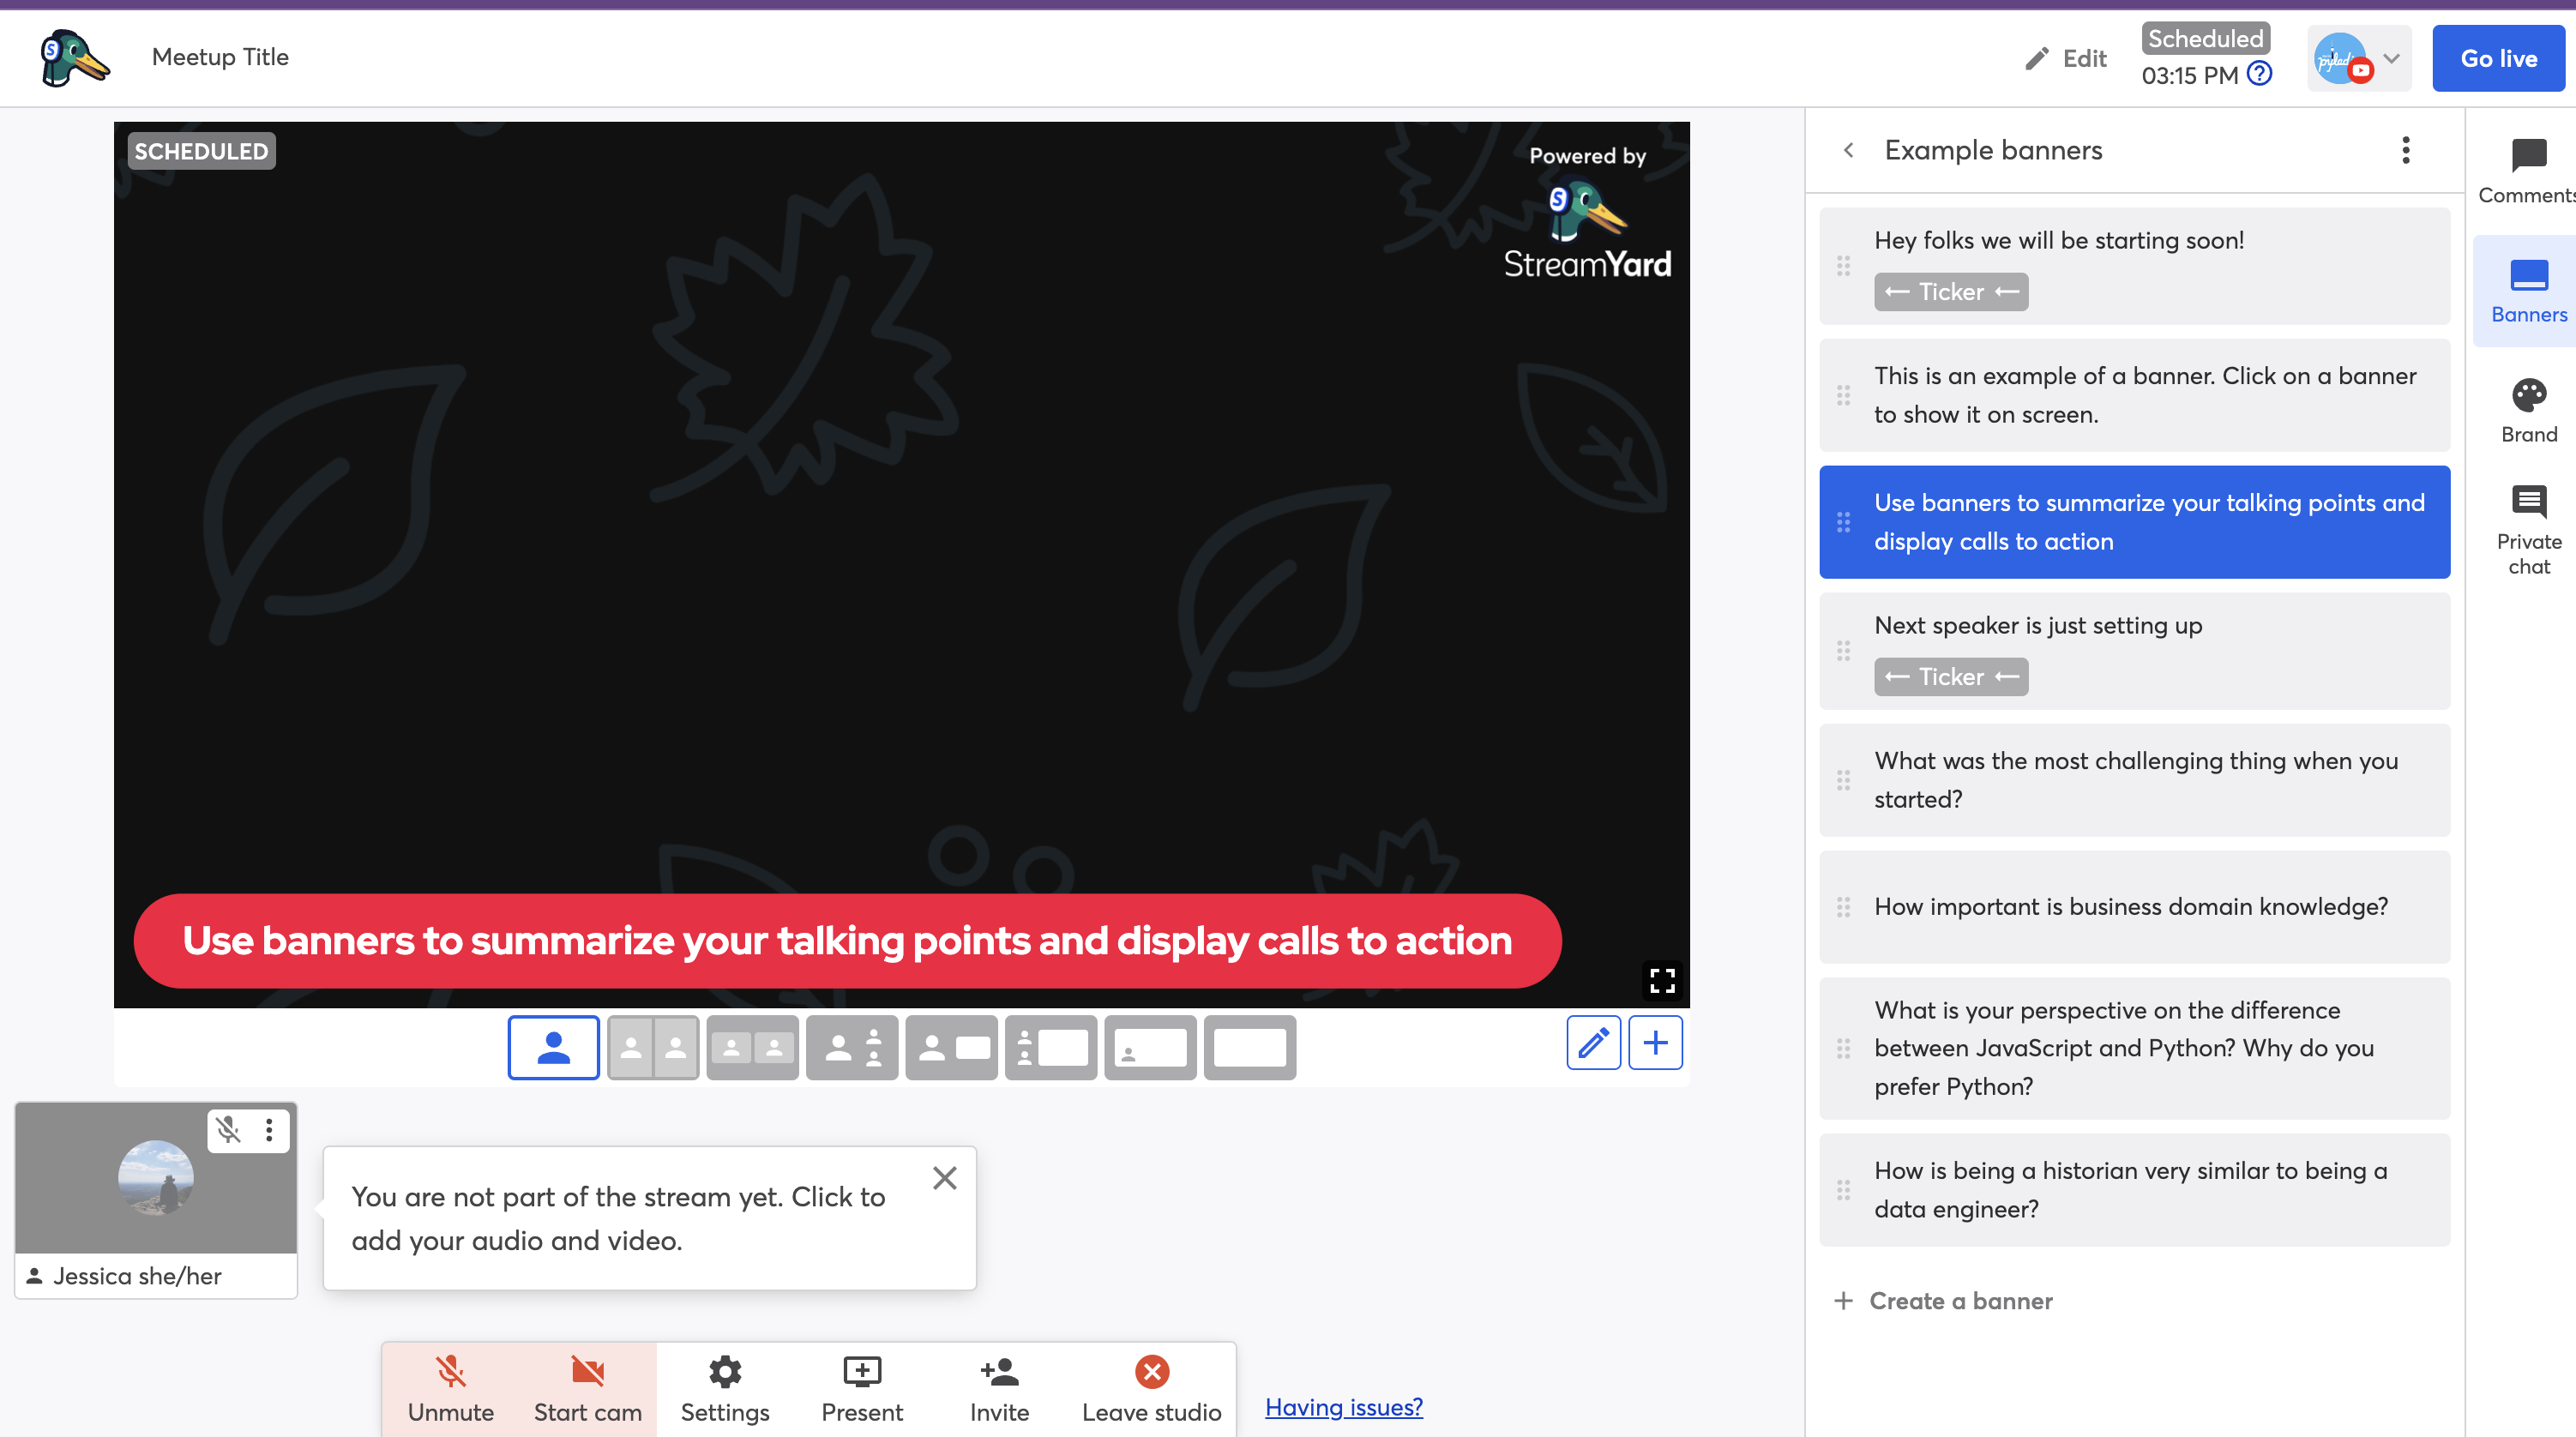 Meetup Title
Edit
Scheduled
03:15 PM
Go live
SCHEDULED
Powered by
StreamYard
Use banners to summarize your talking points and display calls to action
Jessica she/her
You are not part of the stream yet. Click to
add your audio and video.
Unmute
Start cam
Settings
Present
Invite
Leave studio
Having issues?
Example banners
Hey folks we will be starting soon!
← Ticker ←
This is an example of a banner. Click on a banner
to show it on screen.
Use banners to summarize your talking points and
display calls to action
Next speaker is just setting up
← Ticker ←
What was the most challenging thing when you
started?
How important is business domain knowledge?
What is your perspective on the difference
between JavaScript and Python? Why do you
prefer Python?
How is being a historian very similar to being a
data engineer?
+ Create a banner
Comments
Banners
Brand
Private
chat